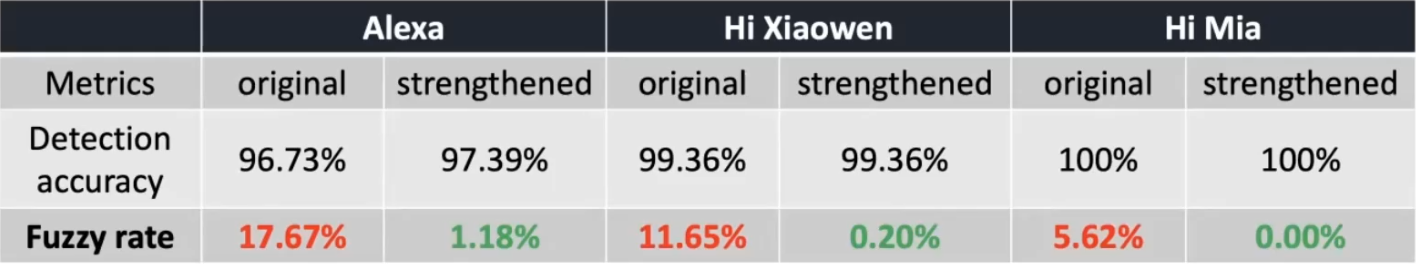 Alexa Hi Xiaowen Hi Mia
Metrics original strengthened original strengthened original strengthened
Detection
accuracy 96.73% 97.39% 99.36% 99.36% 100% 100%
Fuzzy rate 17.67% 1.18% 11.65% 0.20% 5.62% 0.00%